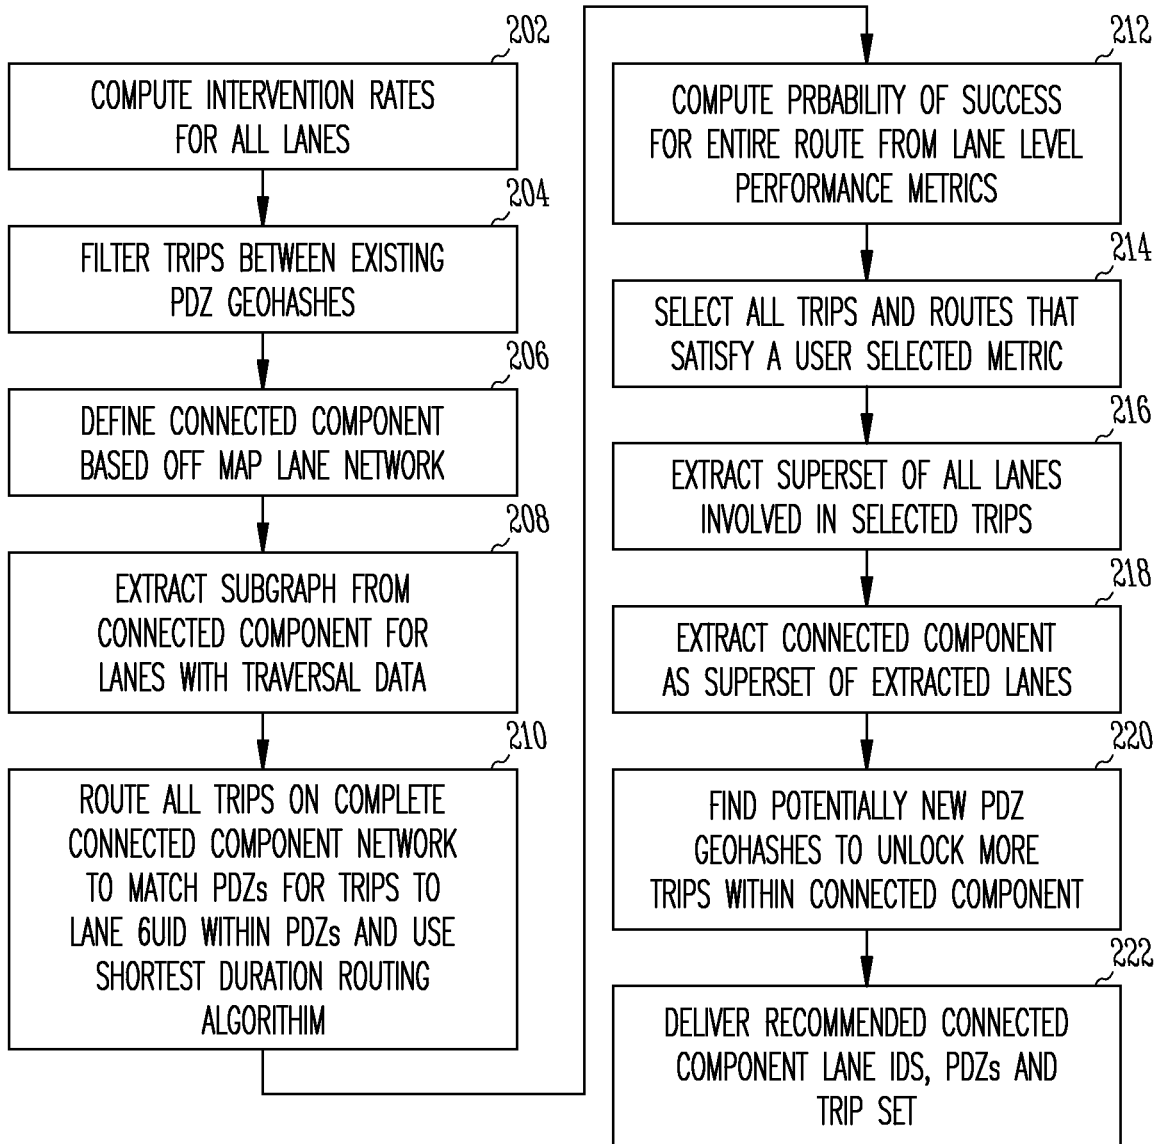 202
COMPUTE INTERVENTION RATES
FOR ALL LANES
204
FILTER TRIPS BETWEEN EXISTING
PDZ GEOHASHES
206
DEFINE CONNECTED COMPONENT
BASED OFF MAP LANE NETWORK
208
EXTRACT SUBGRAPH FROM
CONNECTED COMPONENT FOR
LANES WITH TRAVERSAL DATA
210
ROUTE ALL TRIPS ON COMPLETE
CONNECTED COMPONENT NETWORK
TO MATCH PDZs FOR TRIPS TO
LANE 6UID WITHIN PDZs AND USE
SHORTEST DURATION ROUTING
ALGORITHIM
212
COMPUTE PRBABILITY OF SUCCESS
FOR ENTIRE ROUTE FROM LANE LEVEL
PERFORMANCE METRICS
214
SELECT ALL TRIPS AND ROUTES THAT
SATISFY A USER SELECTED METRIC
216
EXTRACT SUPERSET OF ALL LANES
INVOLVED IN SELECTED TRIPS
218
EXTRACT CONNECTED COMPONENT
AS SUPERSET OF EXTRACTED LANES
220
FIND POTENTIALLY NEW PDZ
GEOHASHES TO UNLOCK MORE
TRIPS WITHIN CONNECTED COMPONENT
222
DELIVER RECOMMENDED CONNECTED
COMPONENT LANE IDS, PDZs AND
TRIP SET